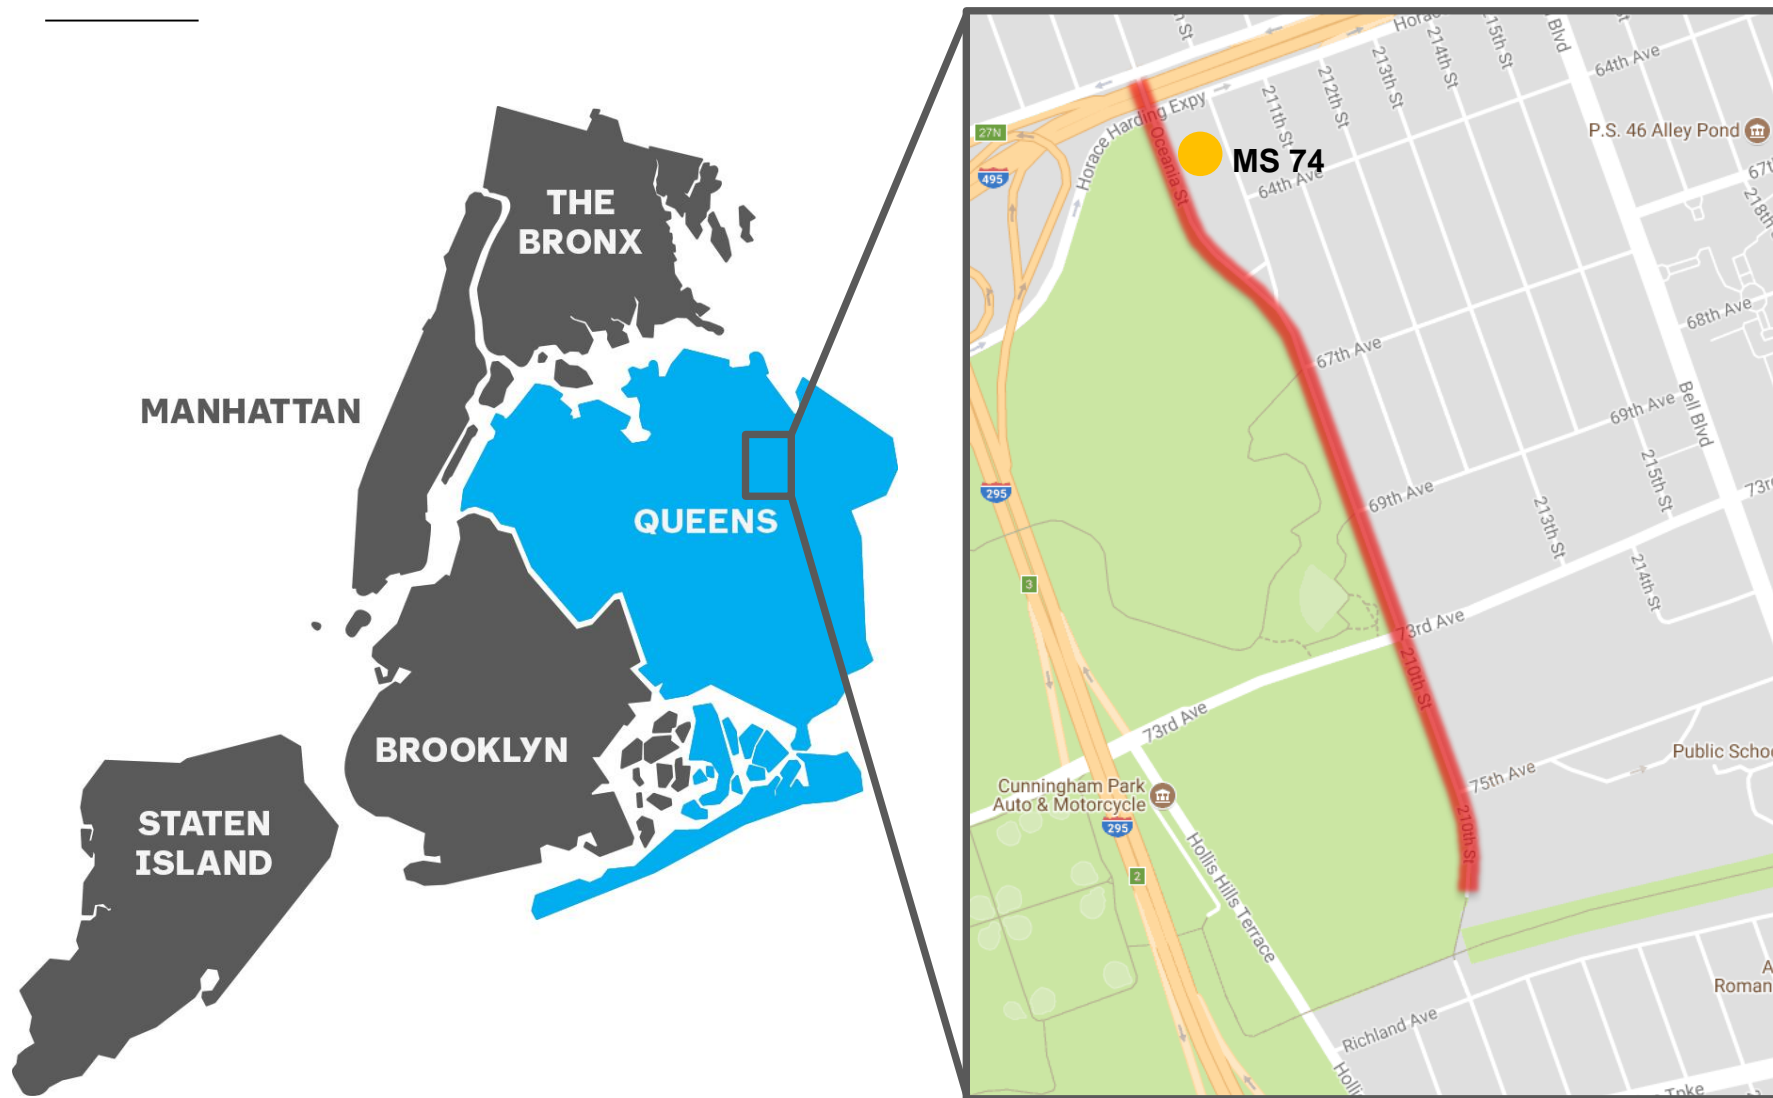 THE
BRONX
MANHATTAN
QUEENS
BROOKLYN
STATEN
ISLAND
Horace Harding Expy
Oceania St
MS 74
64th Ave
211th St
212th St
213th St
214th St
215th St
Blvd
64th Ave
P.S. 46 Alley Pond
27N
495
67th Ave
68th Ave
69th Ave
69th Ave
Bell Blvd
215th St
213th St
214th St
295
3
73rd Ave
210th St
73rd Ave
75th Ave
Public
210th St
Cunningham Park
Auto & Motorcycle
295
2
Hollis Hills Terrace
Richland Ave
Roman
Tnke